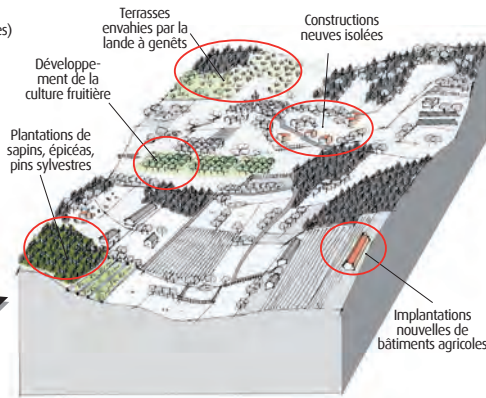 es)
Terrasses
envahies par la
lande à genêts
Constructions
neuves isolées
Développe-
ment de la
culture fruitière
Plantations de
sapins, épicéas,
pins sylvestres
Implantations
nouvelles de
bâtiments agricoles